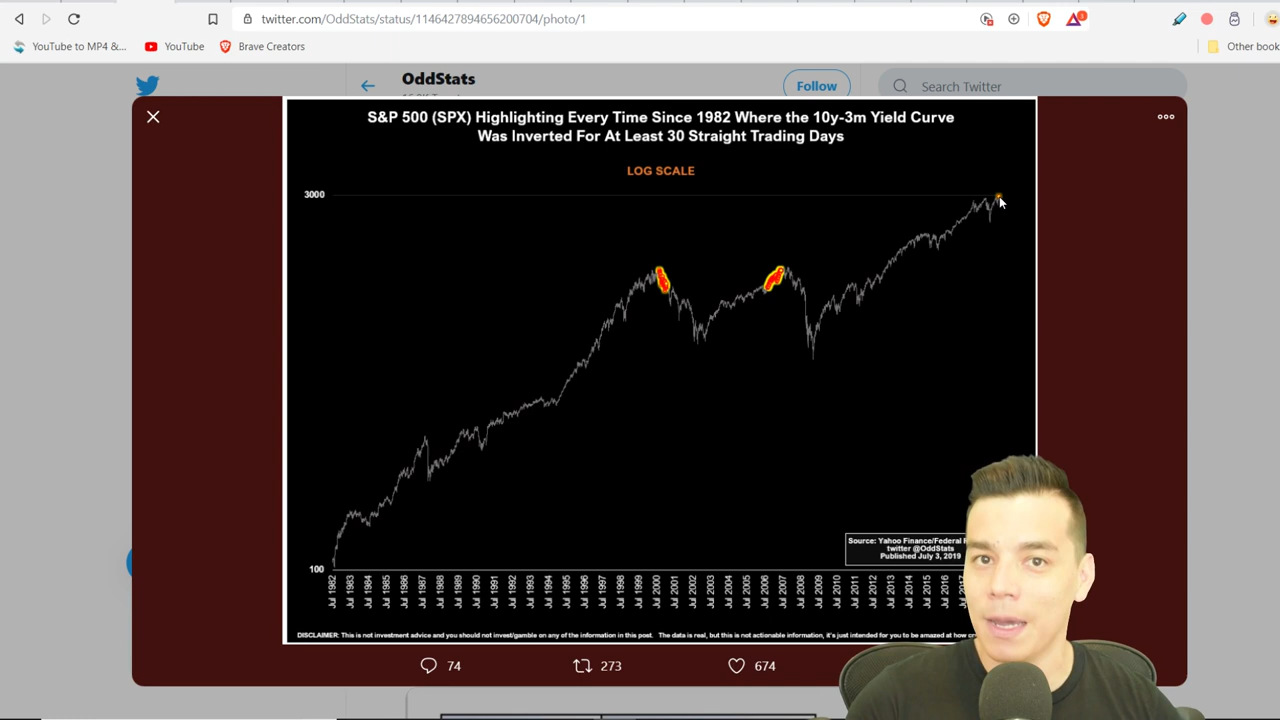 twitter.com/OddStats/status/1146427894656200704/photo/1
YouTube to MP4 &... YouTube Brave Creators Other book
OddStats
Follow
Search Twitter
S&P 500 (SPX) Highlighting Every Time Since 1982 Where the 10y-3m Yield Curve
Was Inverted For At Least 30 Straight Trading Days
LOG SCALE
3000
100
Source: Yahoo Finance/Federal
twitter @OddStats
Published July 3, 2019
Jul 1982 Jul 1983 Jul 1984 Jul 1985 Jul 1986 Jul 1987 Jul 1988 Jul 1989 Jul 1990 Jul 1991 Jul 1992 Jul 1993 Jul 1994 Jul 1995 Jul 1996 Jul 1997 Jul 1998 Jul 1999 Jul 2000 Jul 2001 Jul 2002 Jul 2003 Jul 2004 Jul 2005 Jul 2006 Jul 2007 Jul 2008 Jul 2009 Jul 2010 Jul 2011 Jul 2012 Jul 2013 Jul 2014 Jul 2015 Jul 2016 Jul 2017
DISCLAIMER: This is not investment advice and you should not invest/gamble on any of the information in this post. The data is real, but this is not actionable information, it's just intended for you to be amazed at how
74 273 674